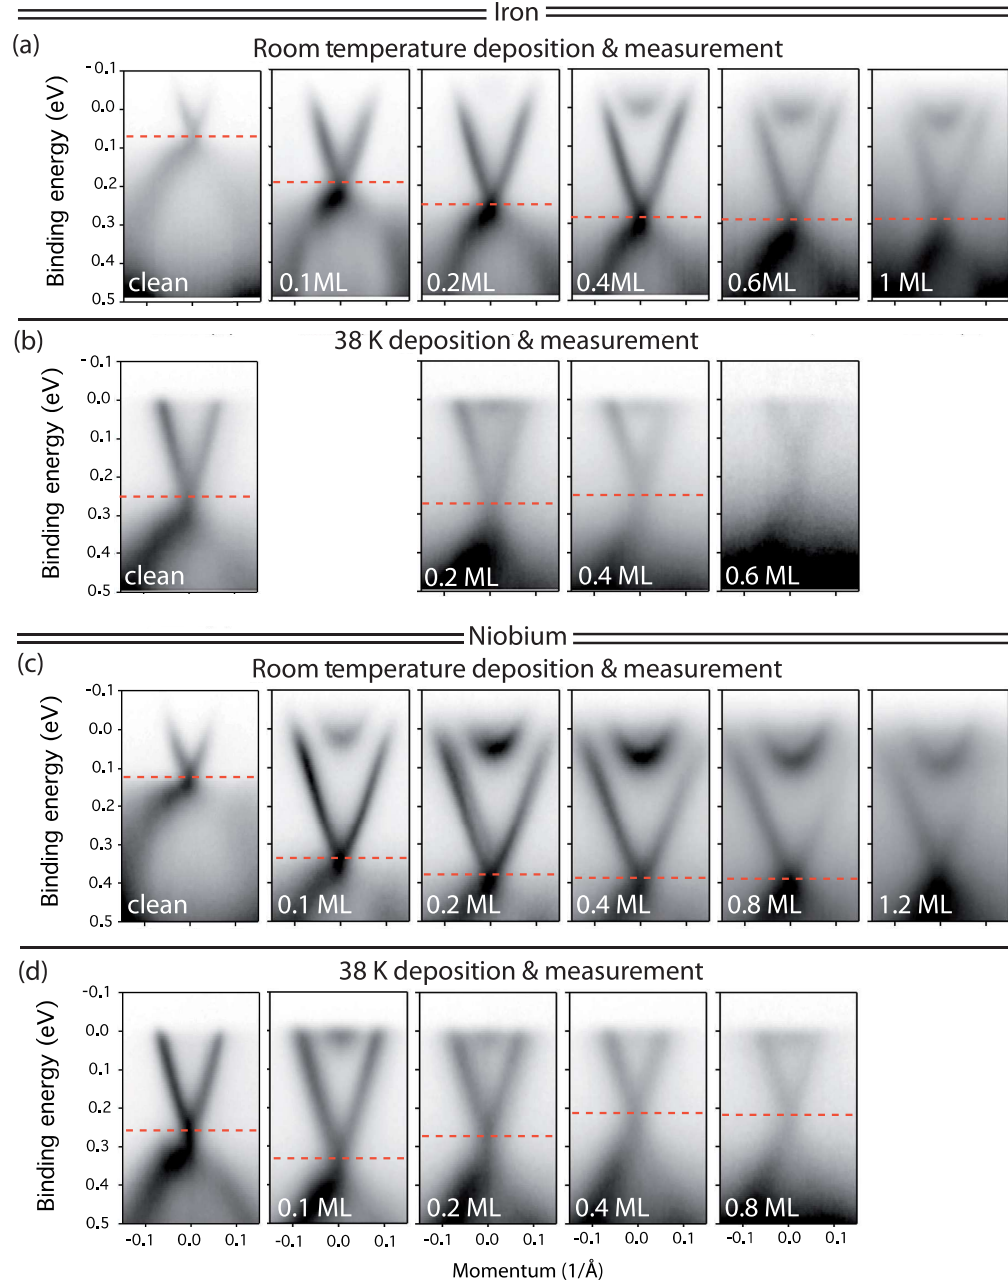 Iron
(a)
Room temperature deposition & measurement
Binding energy (eV)
-0.1
0.0
0.1
0.2
0.3
0.4
0.5
clean
0.1ML
0.2ML
0.4ML
0.6ML
1 ML
(b)
38 K deposition & measurement
Binding energy (eV)
-0.1
0.0
0.1
0.2
0.3
0.4
0.5
clean
0.2 ML
0.4 ML
0.6 ML
Niobium
(c)
Room temperature deposition & measurement
Binding energy (eV)
-0.1
0.0
0.1
0.2
0.3
0.4
0.5
clean
0.1 ML
0.2 ML
0.4 ML
0.8 ML
1.2 ML
(d)
38 K deposition & measurement
Binding energy (eV)
-0.1
0.0
0.1
0.2
0.3
0.4
0.5
0.1 ML
0.2 ML
0.4 ML
0.8 ML
-0.1 0.0 0.1 -0.1 0.0 0.1 -0.1 0.0 0.1 -0.1 0.0 0.1 -0.1 0.0 0.1
Momentum (1/Å)